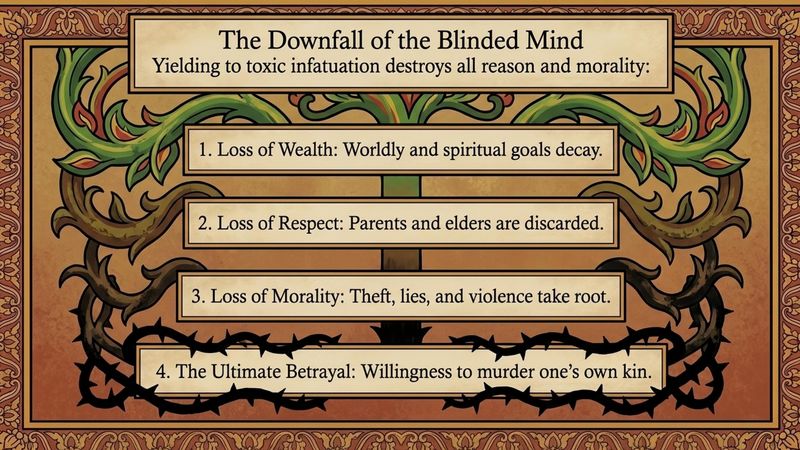 The Downfall of the Blinded Mind
Yielding to toxic infatuation destroys all reason and morality:
1. Loss of Wealth: Worldly and spiritual goals decay.
2. Loss of Respect: Parents and elders are discarded.
3. Loss of Morality: Theft, lies, and violence take root.
4. The Ultimate Betrayal: Willingness to murder one’s own kin.